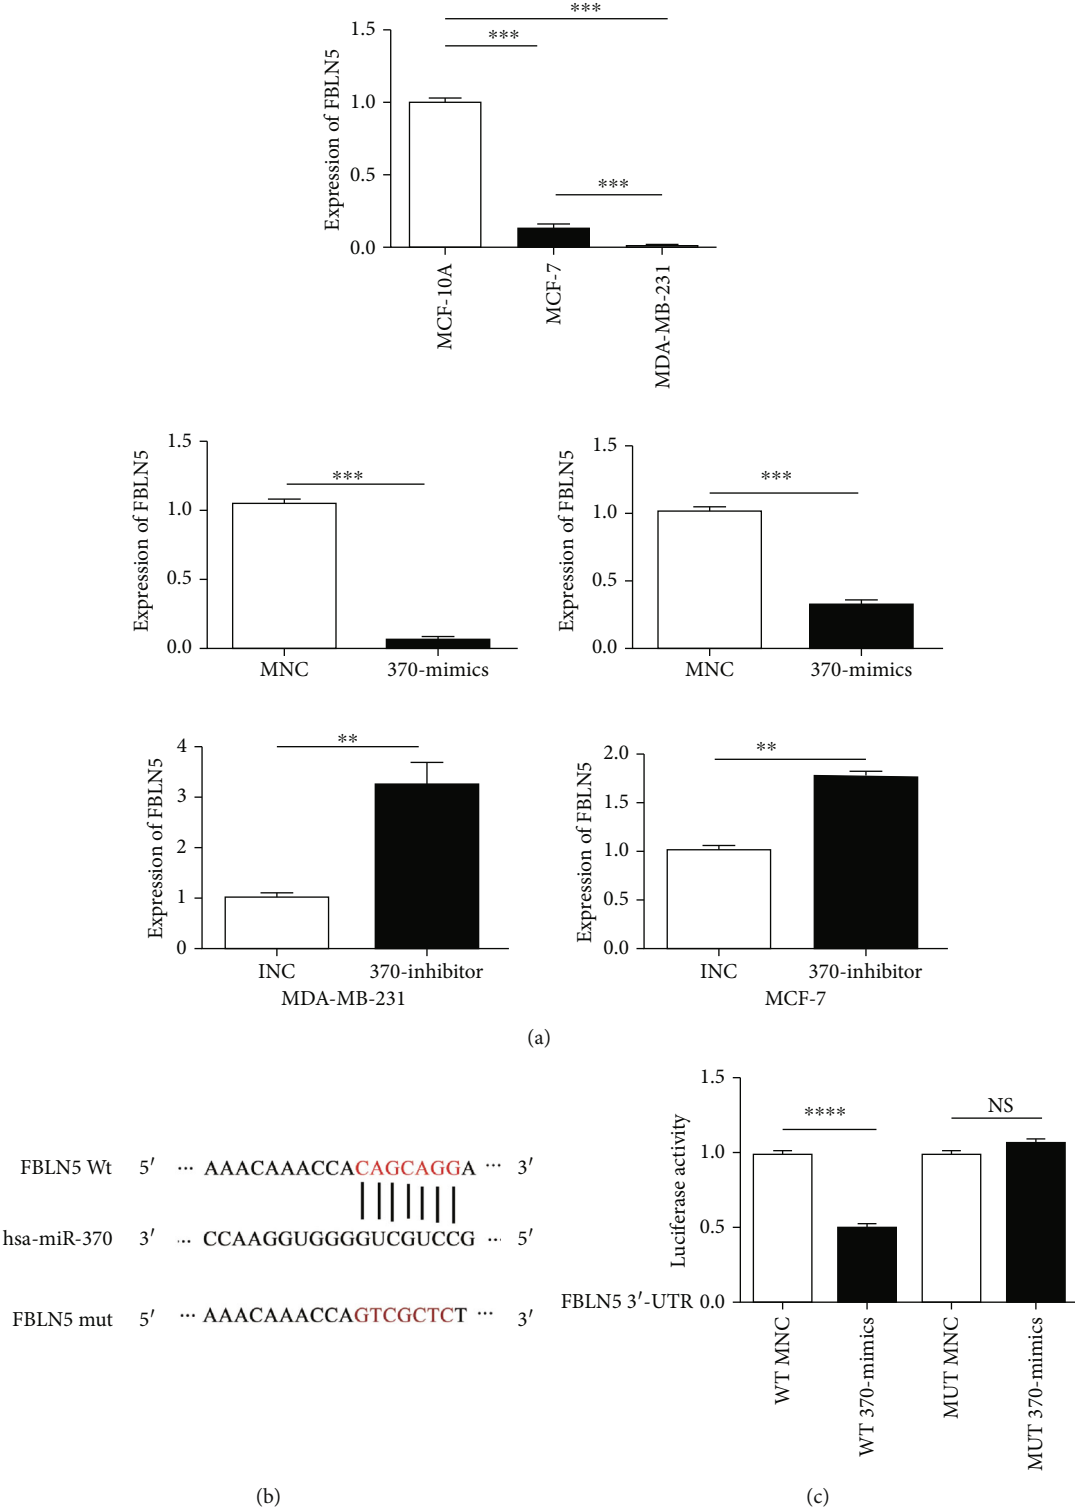 ***
***
***
Expression of FBLN5
1.5
1.0
0.5
0.0
MCF-10A
MCF-7
MDA-MB-231
***
Expression of FBLN5
1.5
1.0
0.5
0.0
MNC
370-mimics
***
Expression of FBLN5
1.5
1.0
0.5
0.0
MNC
370-mimics
**
Expression of FBLN5
4
3
2
1
0
INC
370-inhibitor
MDA-MB-231
**
Expression of FBLN5
2.0
1.5
1.0
0.5
0.0
INC
370-inhibitor
MCF-7
(a)
FBLN5 Wt 5′ ... AAACAAACCACAGCAGGA ... 3′
hsa-miR-370 3′ ... CCAAGGUGGGGUCGUCCG ... 5′
FBLN5 mut 5′ ... AAACAAACCAGTCGCTCT ... 3′
(b)
****
NS
Luciferase activity
1.5
1.0
0.5
0.0
FBLN5 3′-UTR
WT MNC
WT 370-mimics
MUT MNC
MUT 370-mimics
(c)